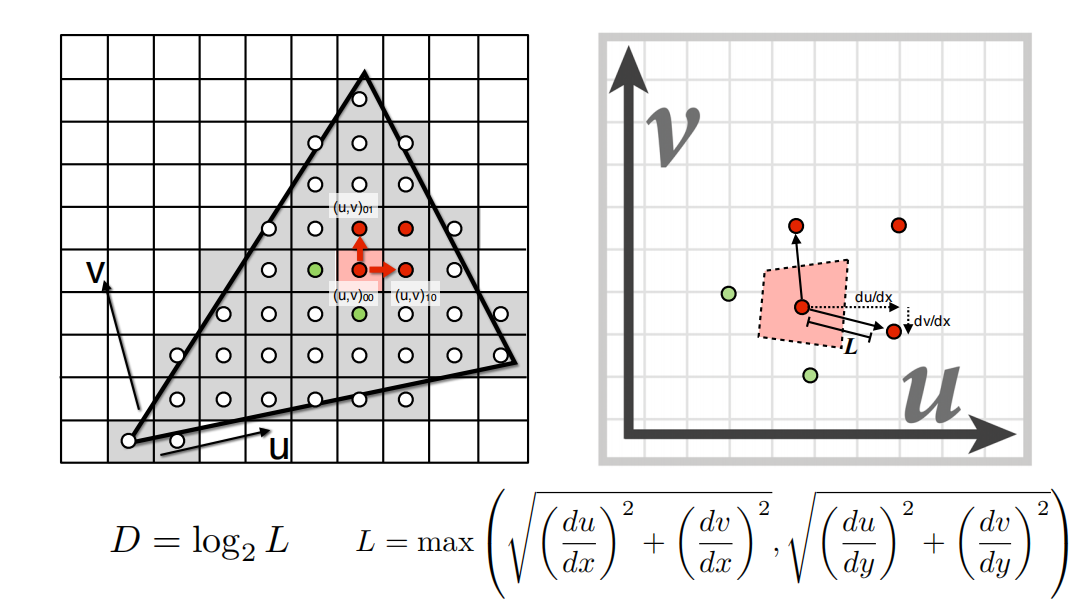 (u,v)₀₁
(u,v)₀₀ (u,v)₁₀
v
u
v
du/dx
dv/dx
L
u
D = log₂ L L = max(√((du/dx)² + (dv/dx)²), √((du/dy)² + (dv/dy)²))